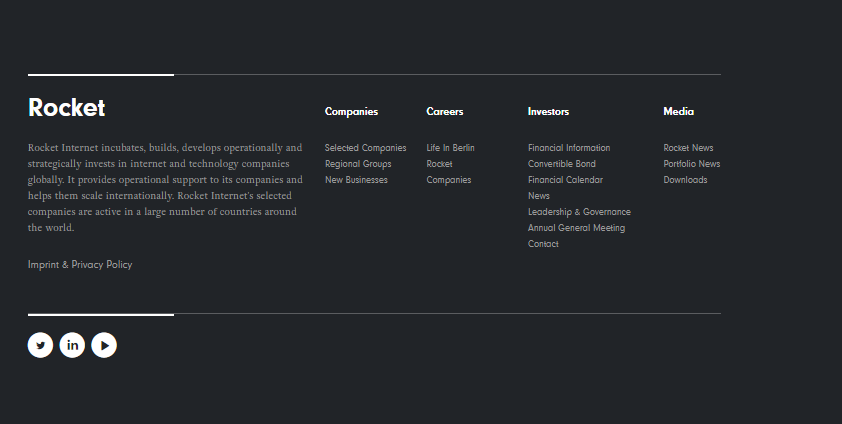 Rocket
Rocket Internet incubates, builds, develops operationally and
strategically invests in internet and technology companies
globally. It provides operational support to its companies and
helps them scale internationally. Rocket Internet's selected
companies are active in a large number of countries around
the world.
Imprint & Privacy Policy
Companies
Selected Companies
Regional Groups
New Businesses
Careers
Life In Berlin
Rocket
Companies
Investors
Financial Information
Convertible Bond
Financial Calendar
News
Leadership & Governance
Annual General Meeting
Contact
Media
Rocket News
Portfolio News
Downloads
in